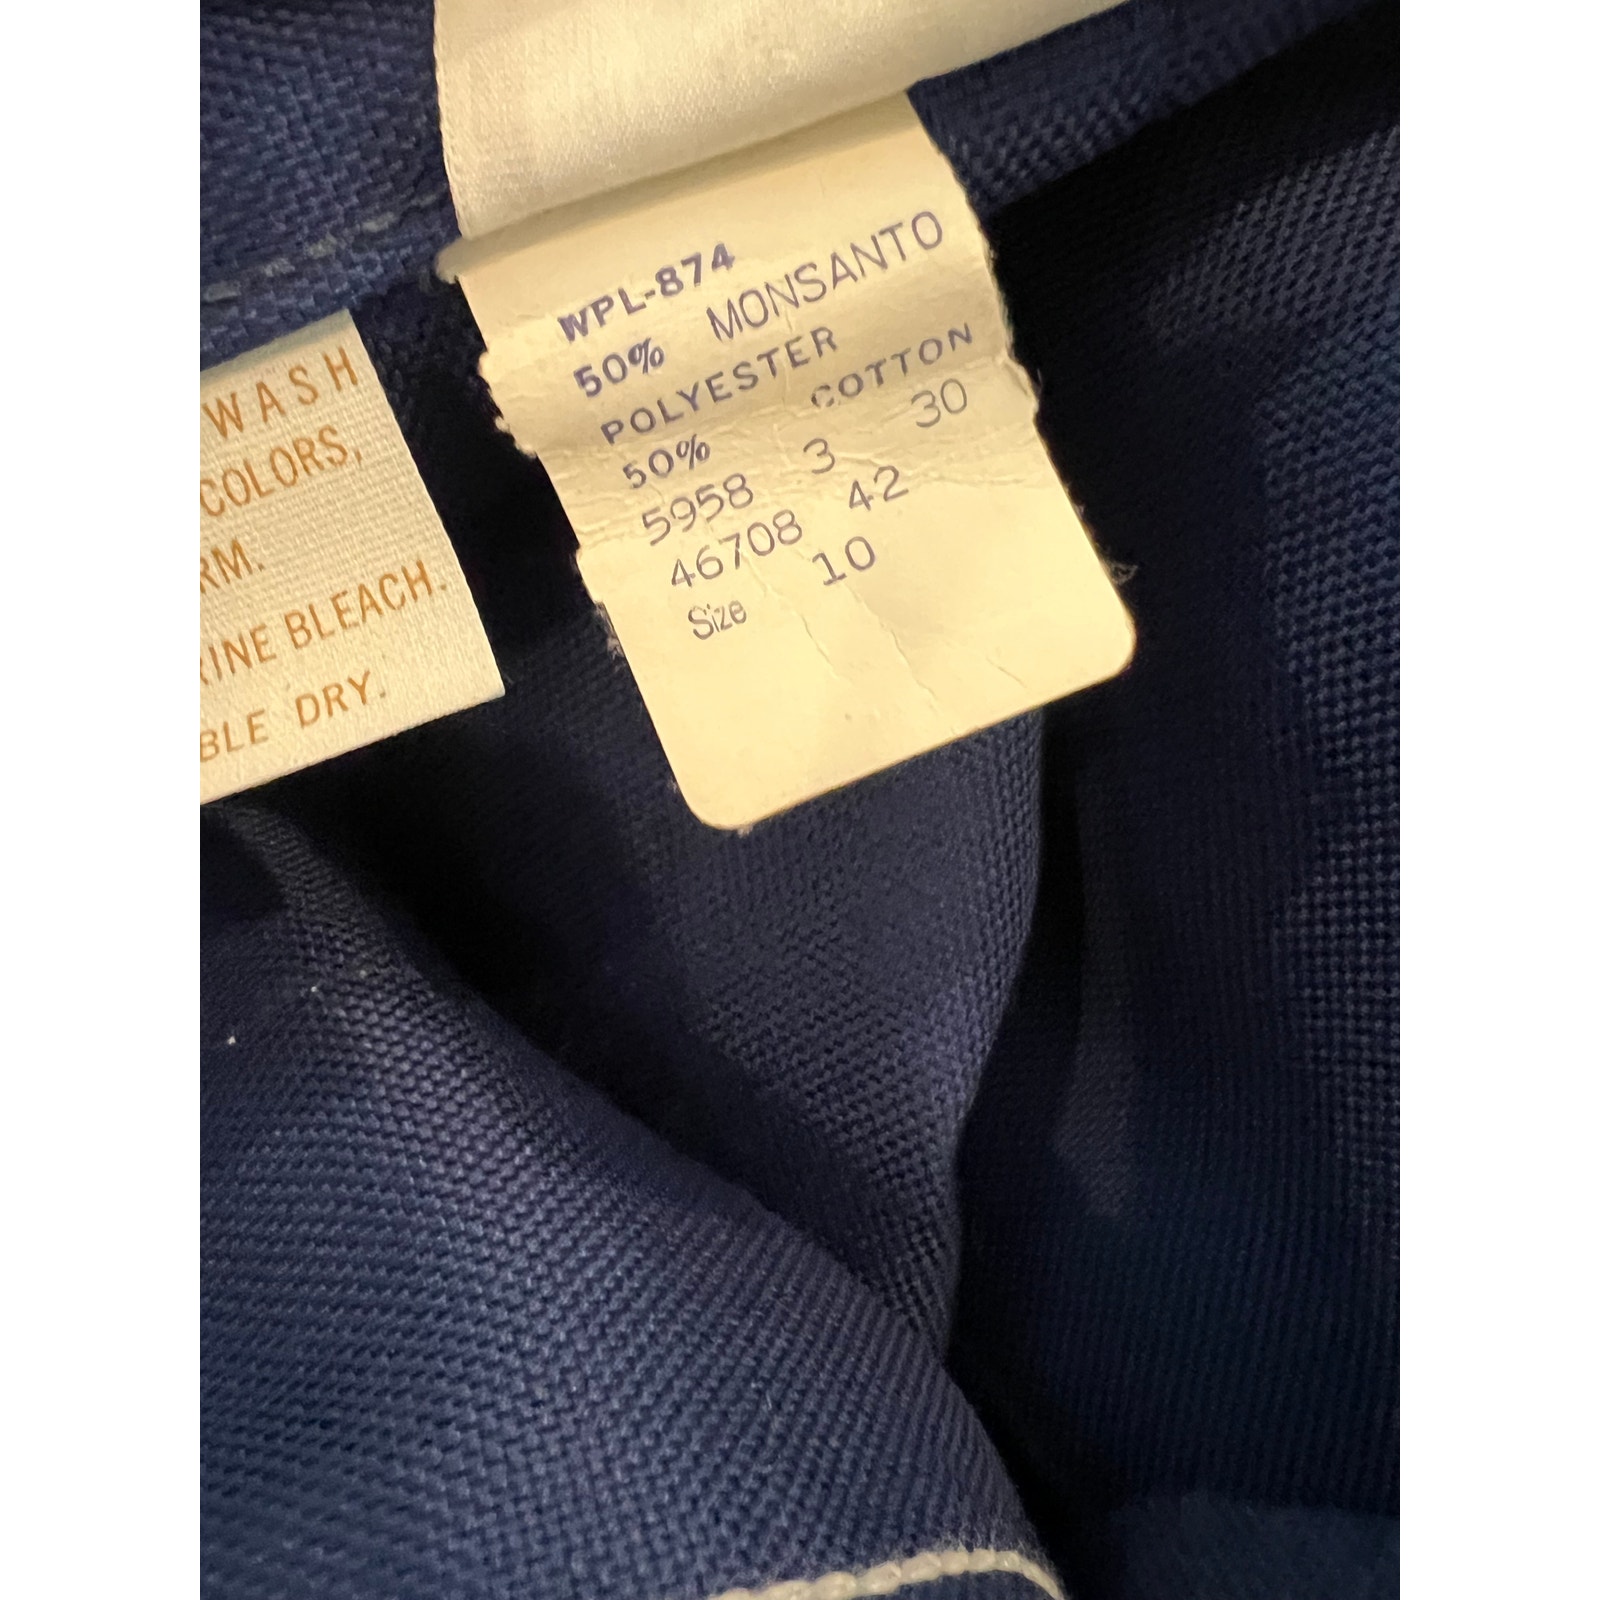 WASH
COLORS,
RM.
RINE BLEACH.
BLE DRY.
WPL-874
50% MONSANTO
POLYESTER
50% COTTON
5958 3 30
46708 42
Size 10